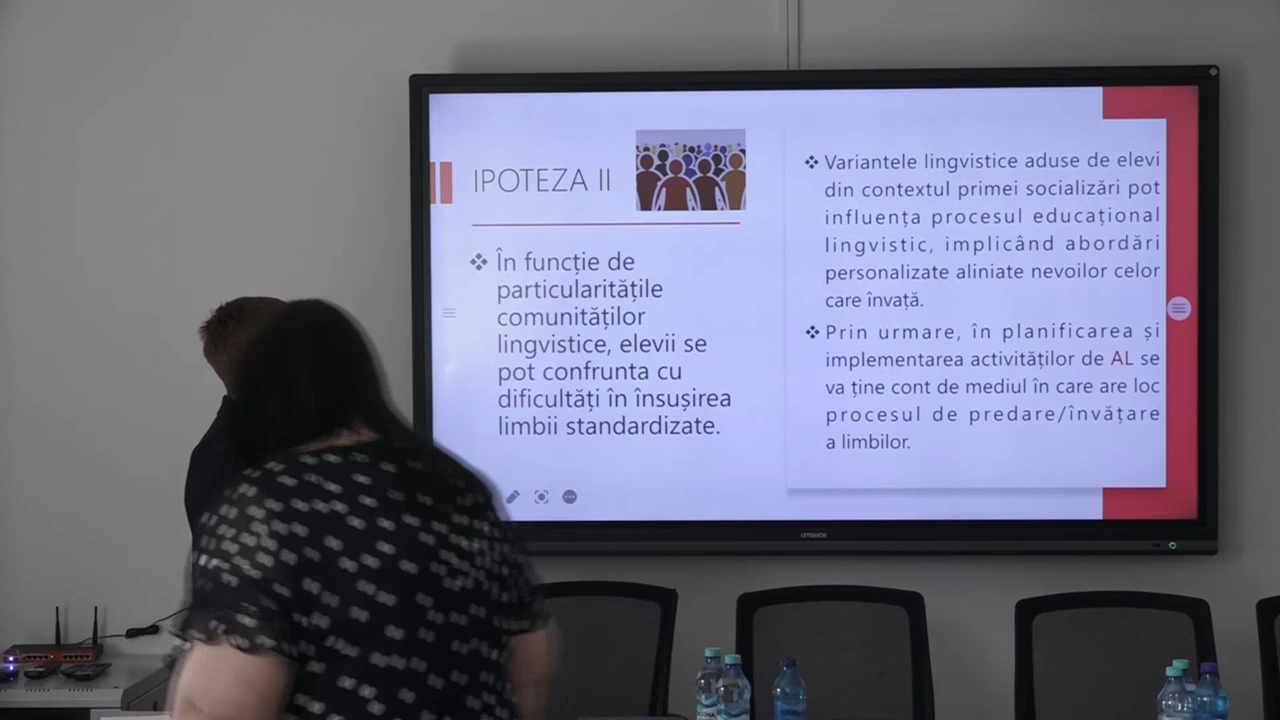 IPOTEZA II
❖ În funcție de
particularitățile
comunităților
lingvistice, elevii se
pot confrunta cu
dificultăți în însușirea
limbii standardizate.
❖ Variantele lingvistice aduse de elevi
din contextul primei socializări pot
influența procesul educațional
lingvistic, implicând abordări
personalizate aliniate nevoilor celor
care învață.
❖ Prin urmare, în planificarea și
implementarea activităților de AL se
va ține cont de mediul în care are loc
procesul de predare/învățare
a limbilor.